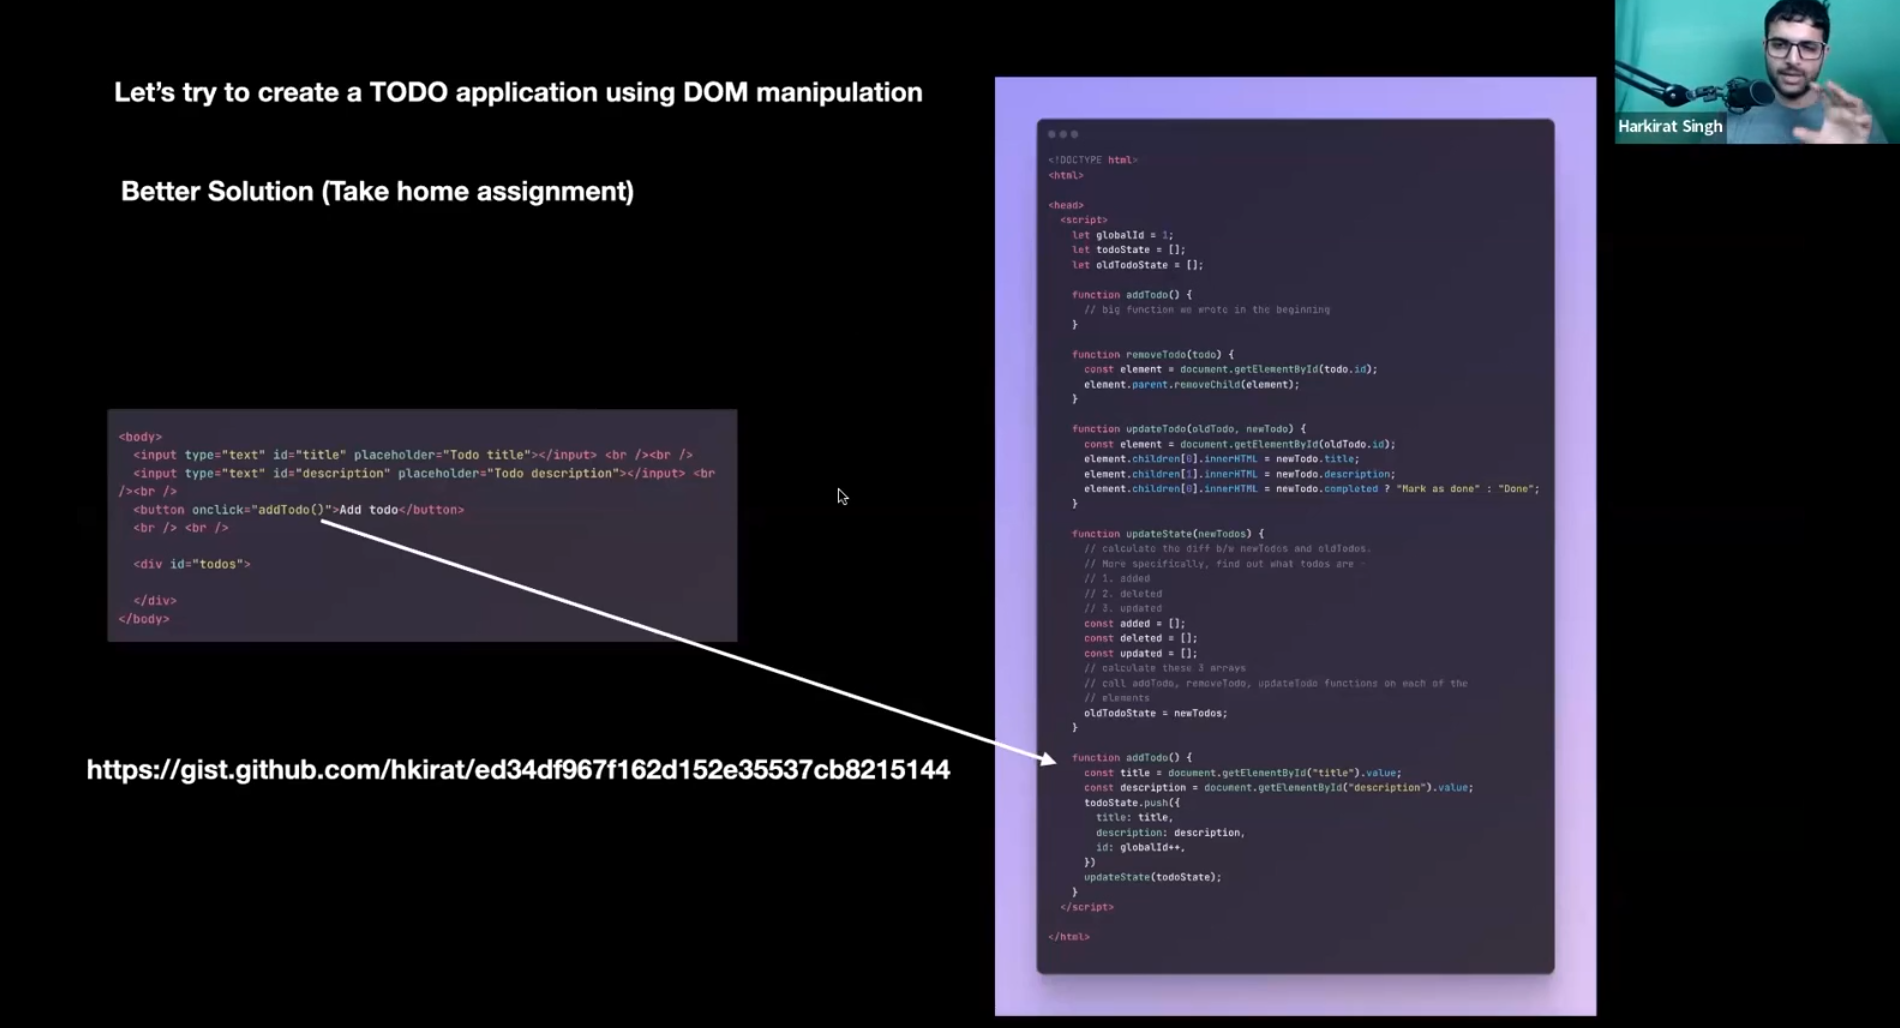 Let's try to create a TODO application using DOM manipulation
Better Solution (Take home assignment)
<body>
<input type="text" id="title" placeholder="Todo title"></input> <br /><br />
<input type="text" id="description" placeholder="Todo description"></input> <br
/><br />
<button onclick="addTodo()">Add todo</button>
<br /> <br />
<div id="todos">
</div>
</body>
https://gist.github.com/hkirat/ed34df967f162d152e35537cb8215144
<!DOCTYPE html>
<html>
<head>
<script>
let globalId = 1;
let todoState = [];
let oldTodoState = [];
function addTodo() {
// big function we wrote in the beginning
}
function removeTodo(todo) {
const element = document.getElementById(todo.id);
element.parent.removeChild(element);
}
function updateTodo(oldTodo, newTodo) {
const element = document.getElementById(oldTodo.id);
element.children[0].innerHTML = newTodo.title;
element.children[1].innerHTML = newTodo.description;
element.children[0].innerHTML = newTodo.completed ? "Mark as done" : "Done";
}
function updateState(newTodos) {
// calculate the diff b/w newTodos and oldTodos.
// More specifically, find out what todos are -
// 1. added
// 2. deleted
// 3. updated
const added = [];
const deleted = [];
const updated = [];
// calculate these 3 arrays
// call addTodo, removeTodo, updateTodo functions on each of the
// elements
oldTodoState = newTodos;
}
function addTodo() {
const title = document.getElementById("title").value;
const description = document.getElementById("description").value;
todoState.push({
title: title,
description: description,
id: globalId++,
})
updateState(todoState);
}
</script>
</html>
Harkirat Singh